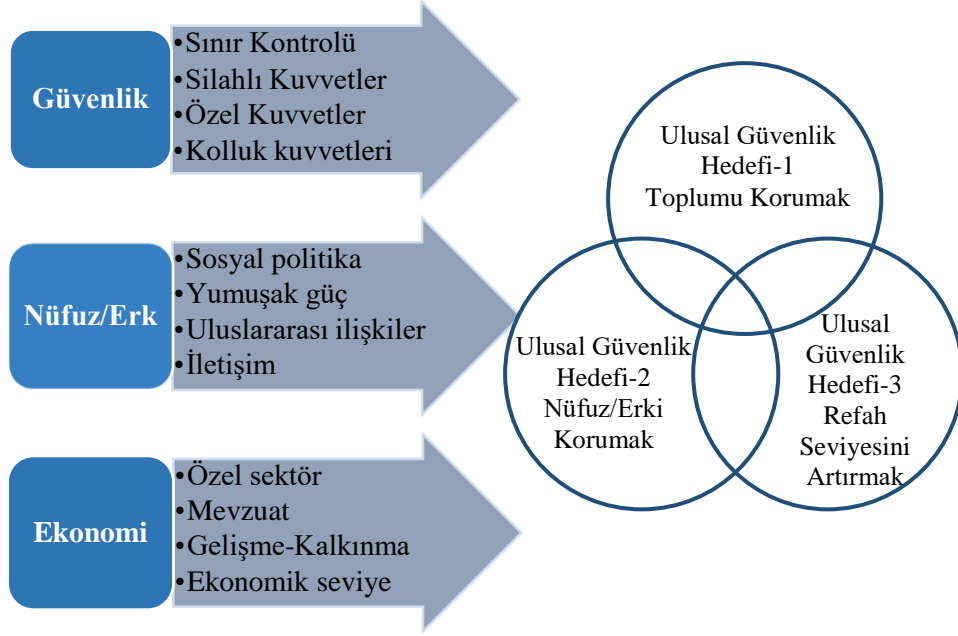 Güvenlik
•Sınır Kontrolü
•Silahlı Kuvvetler
•Özel Kuvvetler
•Kolluk kuvvetleri
Nüfuz/Erk
•Sosyal politika
•Yumuşak güç
•Uluslararası ilişkiler
•İletişim
Ekonomi
•Özel sektör
•Mevzuat
•Gelişme-Kalkınma
•Ekonomik seviye
Ulusal Güvenlik
Hedefi-1
Toplumu Korumak
Ulusal Güvenlik
Hedefi-2
Nüfuz/Erki
Korumak
Ulusal
Güvenlik
Hedefi-3
Refah
Seviyesini
Artırmak